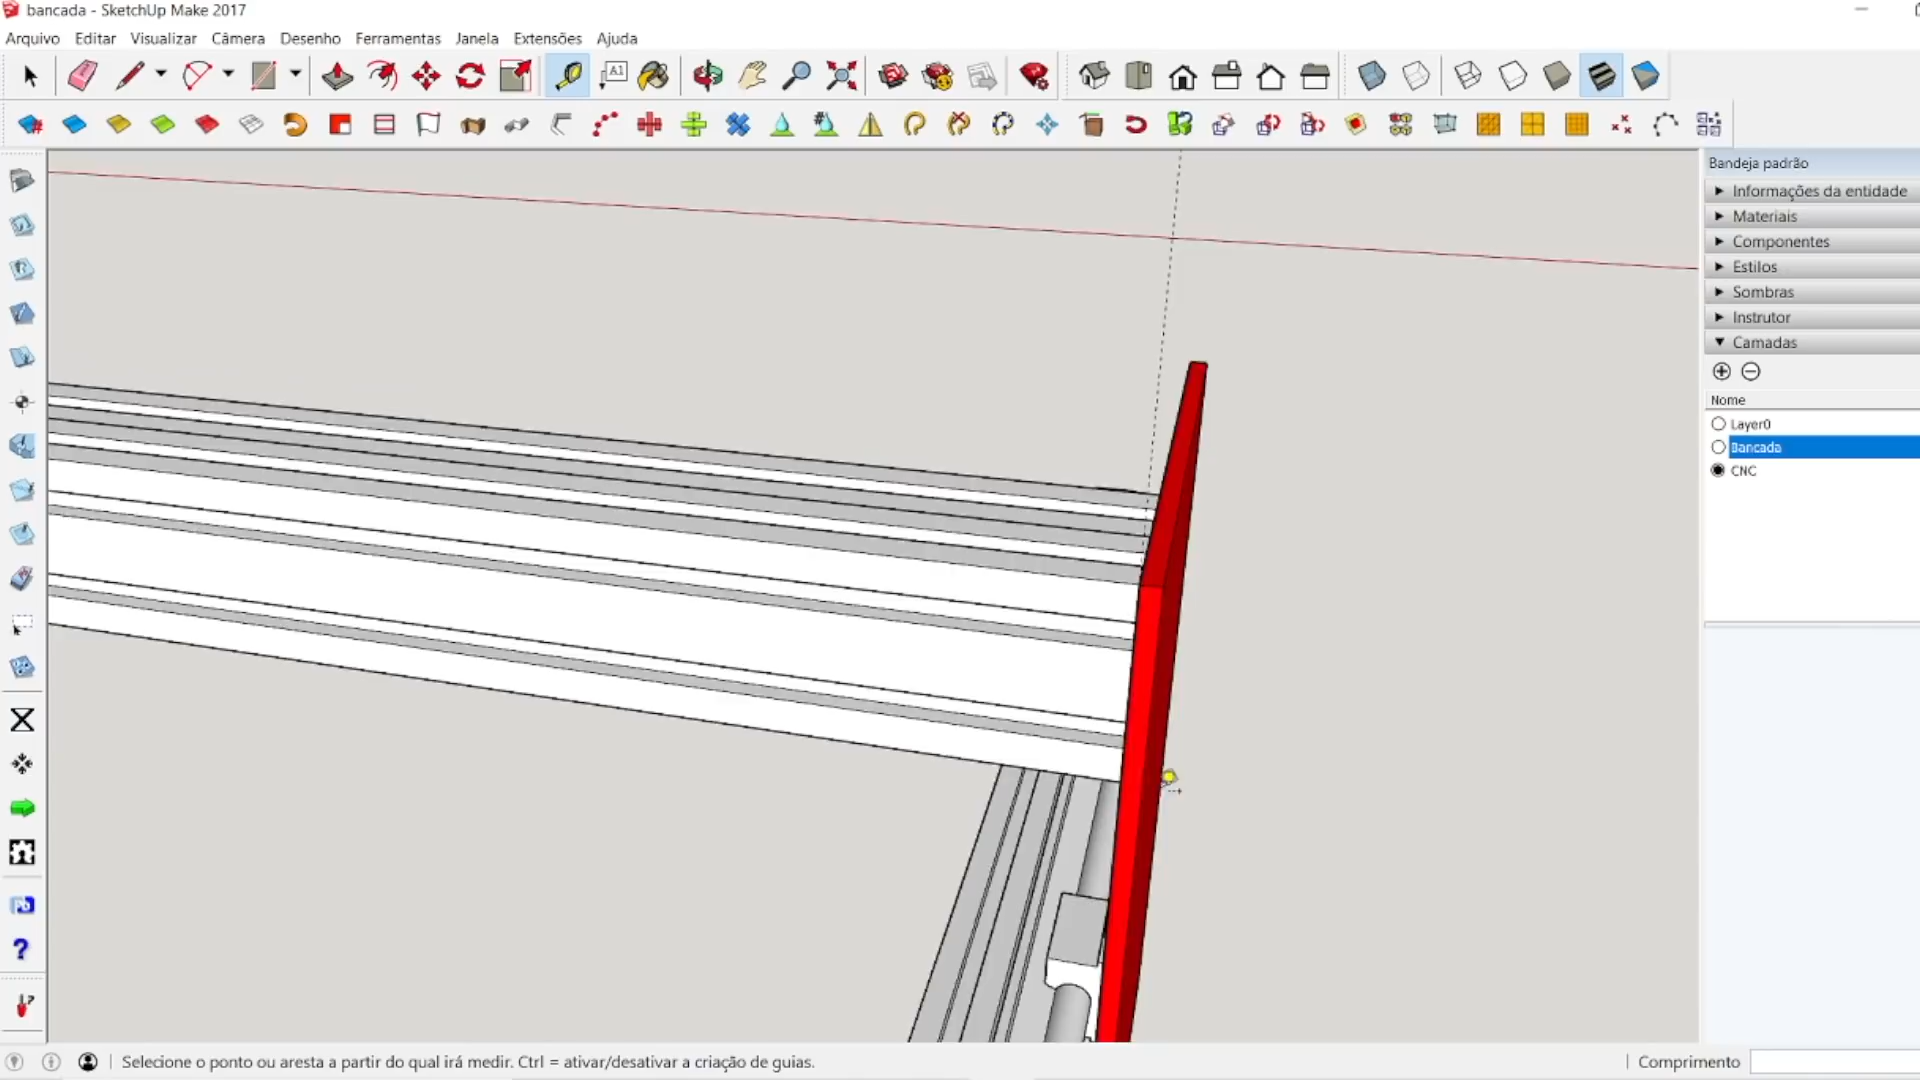 bancada - SketchUp Make 2017
Arquivo Editar Visualizar Câmera Desenho Ferramentas Janela Extensões Ajuda
A1
Bandeja padrão
Informações da entidade
Materiais
Componentes
Estilos
Sombras
Instrutor
Camadas
Nome
Layer0
Bancada
CNC
Selecione o ponto ou aresta a partir do qual irá medir. Ctrl = ativar/desativar a criação de guias.
Comprimento